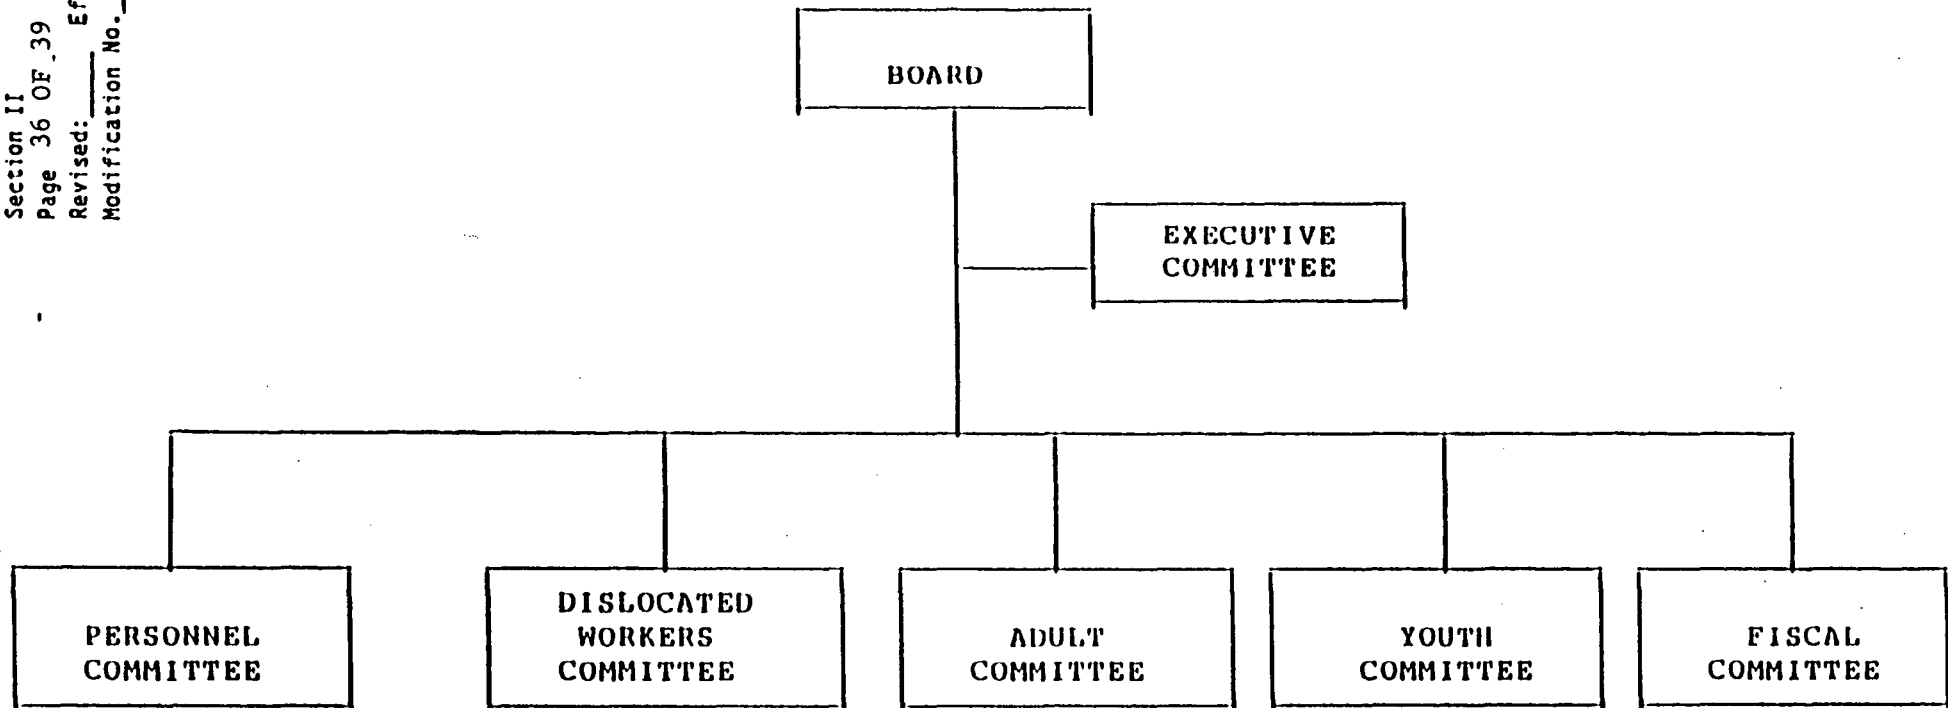 Section II
Page 36 OF 39
Revised:
Modification No.
BOARD
EXECUTIVE
COMMITTEE
PERSONNEL
COMMITTEE
DISLOCATED
WORKERS
COMMITTEE
ADULT
COMMITTEE
YOUTH
COMMITTEE
FISCAL
COMMITTEE